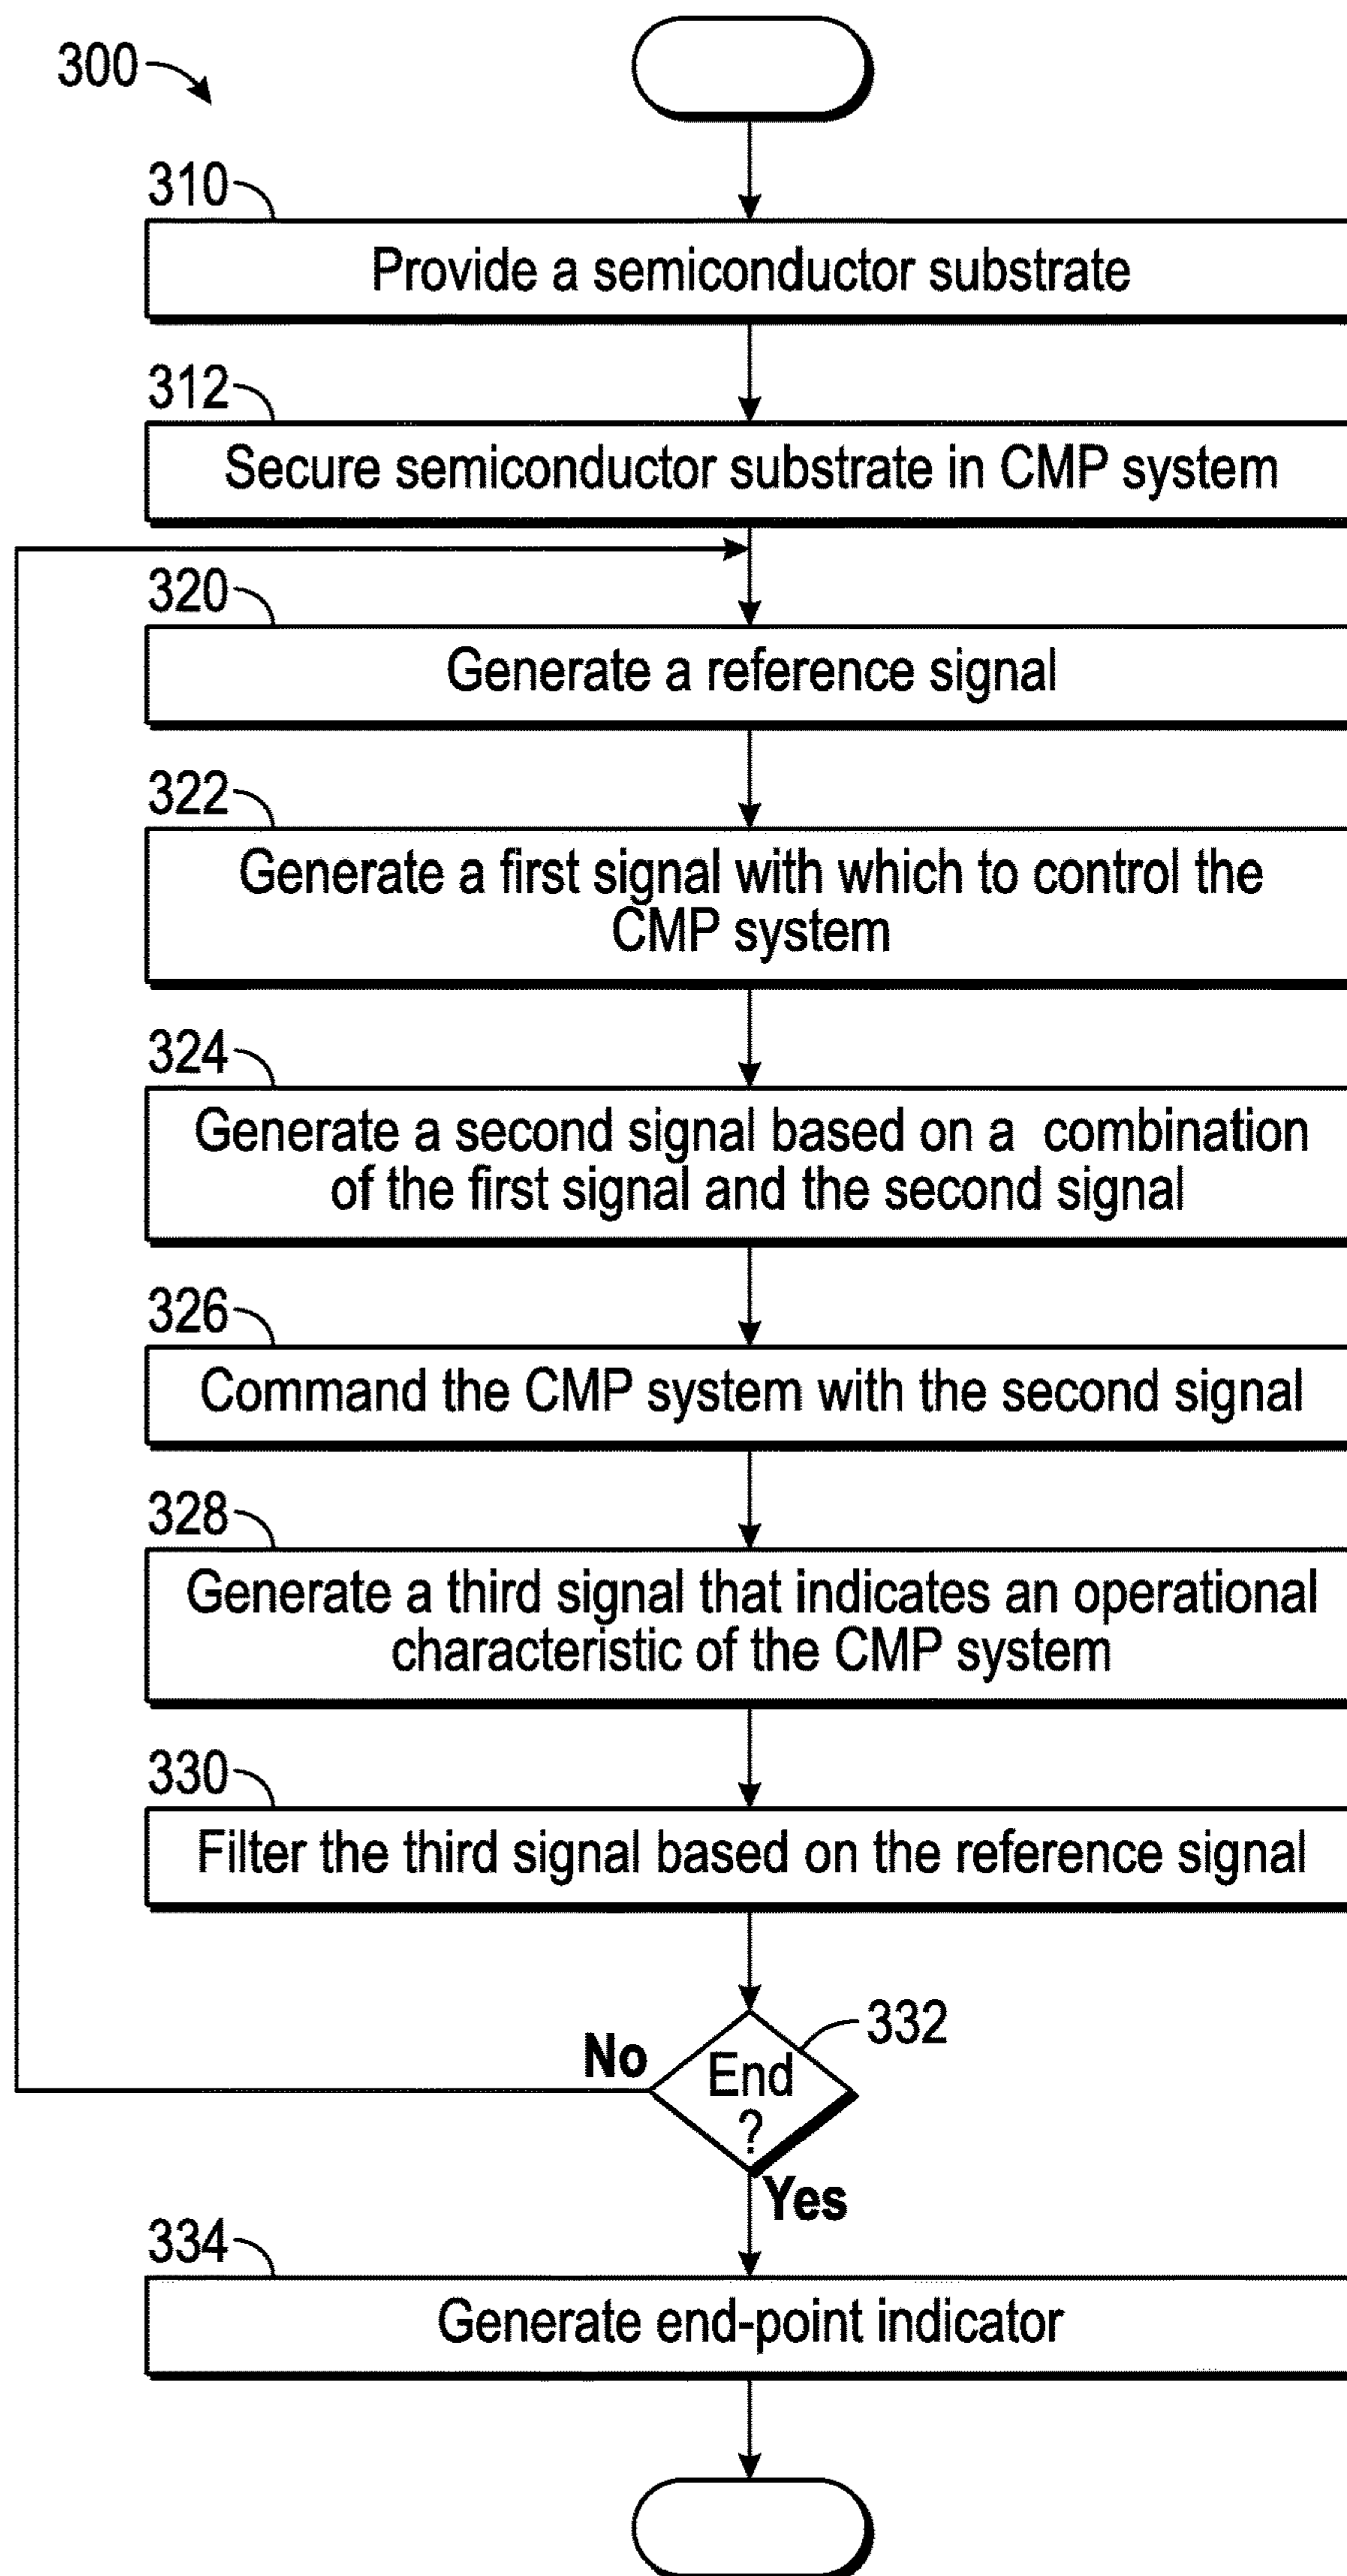 300
310
Provide a semiconductor substrate
312
Secure semiconductor substrate in CMP system
320
Generate a reference signal
322
Generate a first signal with which to control the
CMP system
324
Generate a second signal based on a combination
of the first signal and the second signal
326
Command the CMP system with the second signal
328
Generate a third signal that indicates an operational
characteristic of the CMP system
330
Filter the third signal based on the reference signal
332
No
End
?
Yes
334
Generate end-point indicator